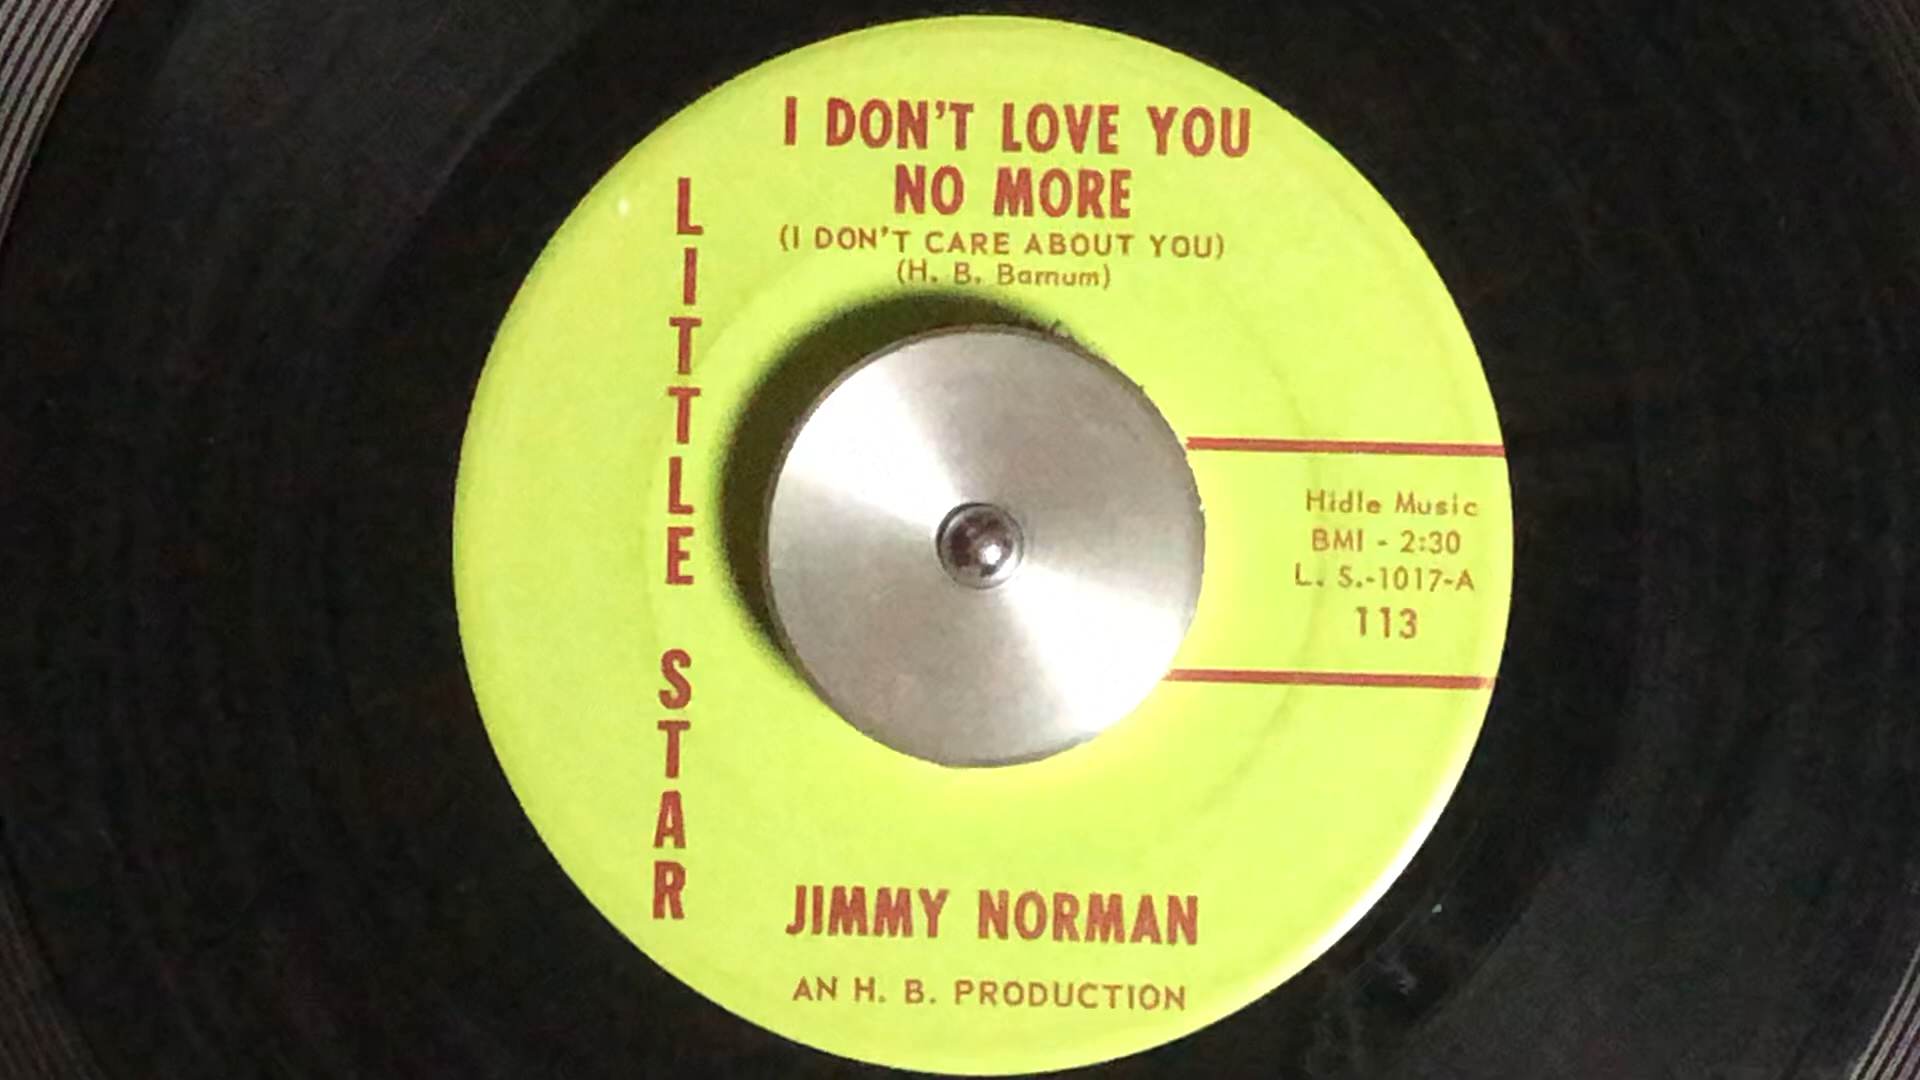 I DON'T LOVE YOU
NO MORE
(I DON'T CARE ABOUT YOU)
(H. B. Barnum)
LITTLE STAR
Hidle Music
BMI - 2:30
L. S.-1017-A
113
JIMMY NORMAN
AN H. B. PRODUCTION